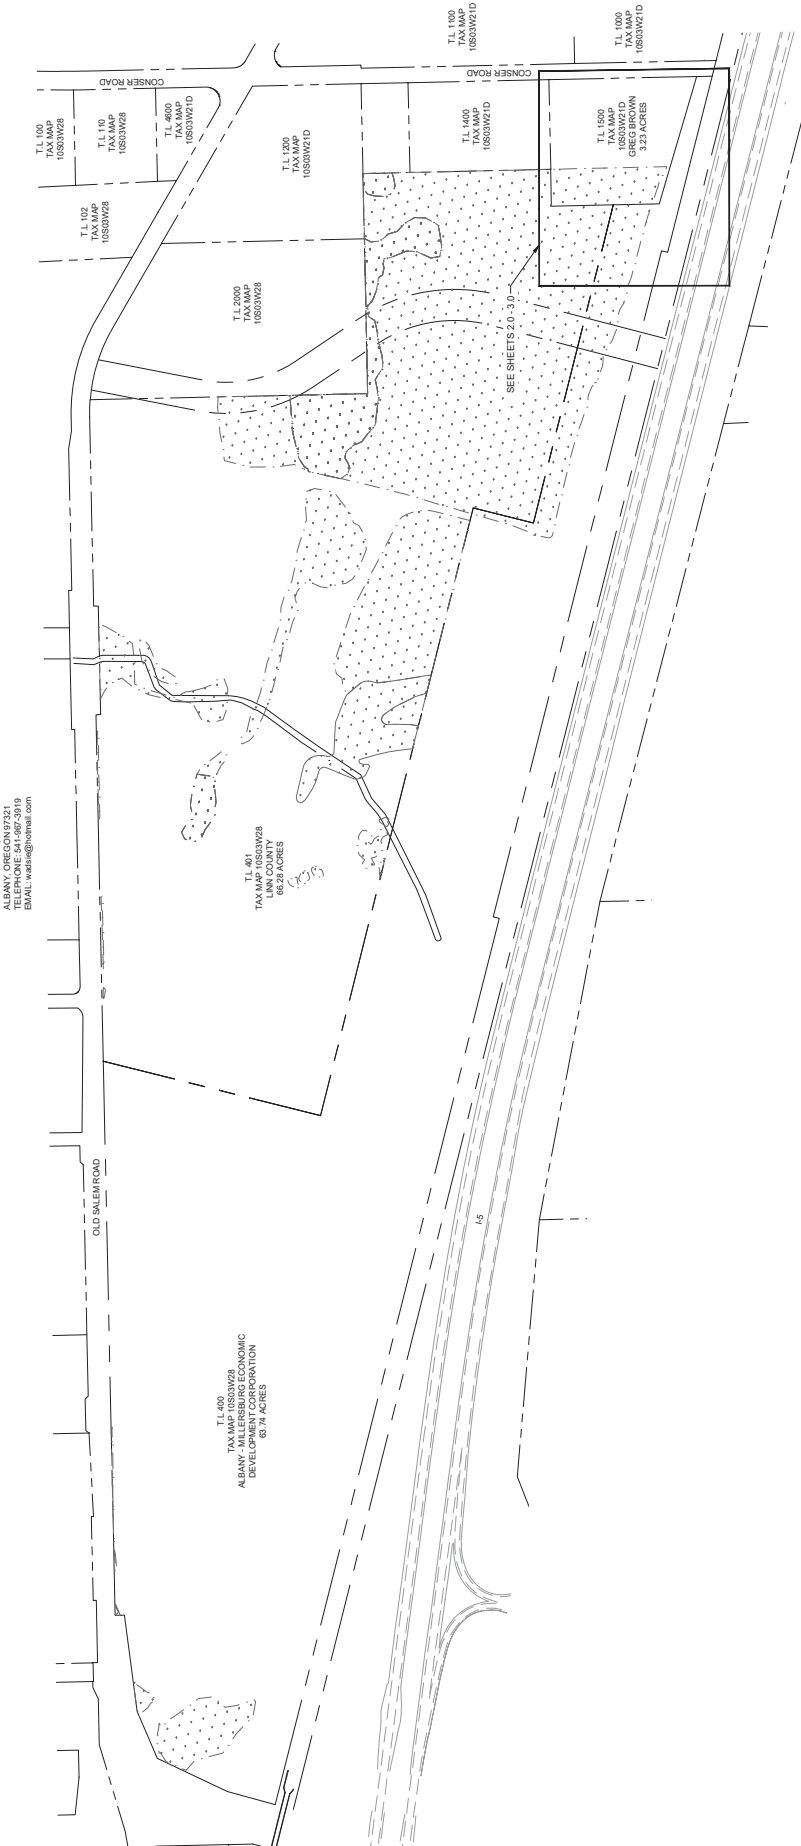 ALBANY, OREGON 97321
TELEPHONE: 541-967-3919
EMAIL: wadsie@hotmail.com
CONSER ROAD
T.L 100
TAX MAP
10S03W28
T.L 110
TAX MAP
10S03W28
T.L 4600
TAX MAP
10S03W21D
T.L 102
TAX MAP
10S03W28
T.L 1200
TAX MAP
10S03W21D
T.L 2000
TAX MAP
10S03W28
T.L 1100
TAX MAP
10S03W21D
CONSER ROAD
T.L 1400
TAX MAP
10S03W21D
T.L 1000
TAX MAP
10S03W21D
T.L 1500
TAX MAP
10S03W21D
GREG BROWN
3.23 ACRES
SEE SHEETS 2.0 - 3.0
T.L 401
TAX MAP 10S03W28
LINN COUNTY
66.28 ACRES
OLD SALEM ROAD
I-5
T.L 400
TAX MAP 10S03W28
ALBANY - MILLERSBURG ECONOMIC
DEVELOPMENT CORPORATION
63.74 ACRES